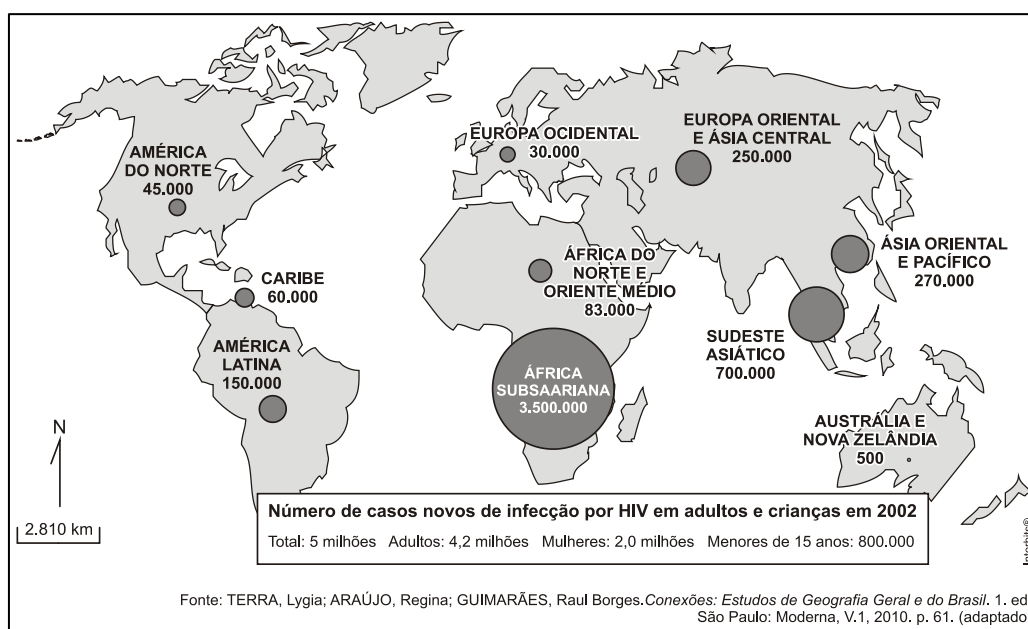 EUROPA OCIDENTAL
30.000
EUROPA ORIENTAL
E ÁSIA CENTRAL
250.000
AMÉRICA
DO NORTE
45.000
ÁSIA ORIENTAL
E PACÍFICO
270.000
CARIBE
60.000
ÁFRICA DO
NORTE E
ORIENTE MÉDIO
83.000
SUDESTE
ASIÁTICO
700.000
AMÉRICA
LATINA
150.000
ÁFRICA
SUBSAARIANA
3.500.000
AUSTRÁLIA E
NOVA ZELÂNDIA
500
N
2.810 km
Número de casos novos de infecção por HIV em adultos e crianças em 2002
Total: 5 milhões Adultos: 4,2 milhões Mulheres: 2,0 milhões Menores de 15 anos: 800.000
Fonte: TERRA, Lygia; ARAÚJO, Regina; GUIMARÃES, Raul Borges.Conexões: Estudos de Geografia Geral e do Brasil. 1. ed
São Paulo: Moderna, V.1, 2010. p. 61. (adaptado